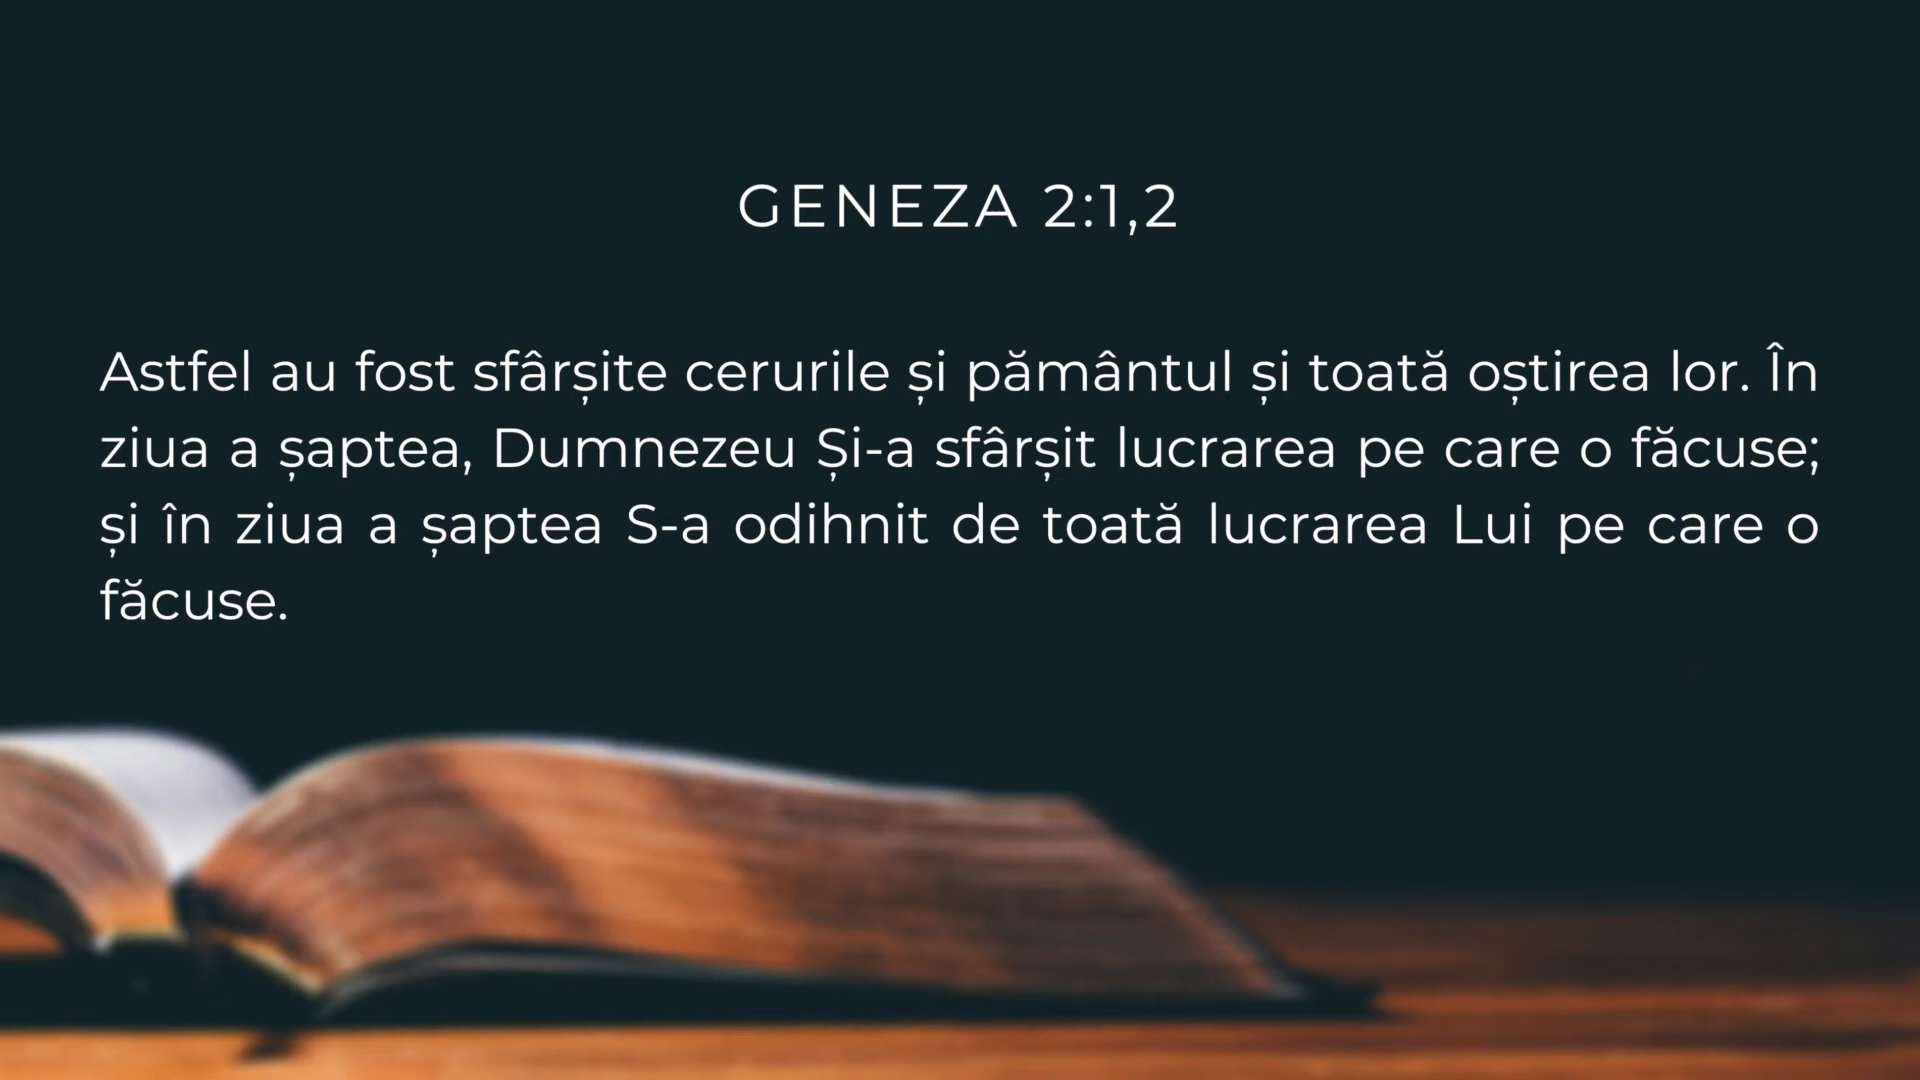 GENEZA 2:1,2
Astfel au fost sfârșite cerurile și pământul și toată oștirea lor. În
ziua a șaptea, Dumnezeu Și-a sfârșit lucrarea pe care o făcuse;
și în ziua a șaptea S-a odihnit de toată lucrarea Lui pe care o
făcuse.